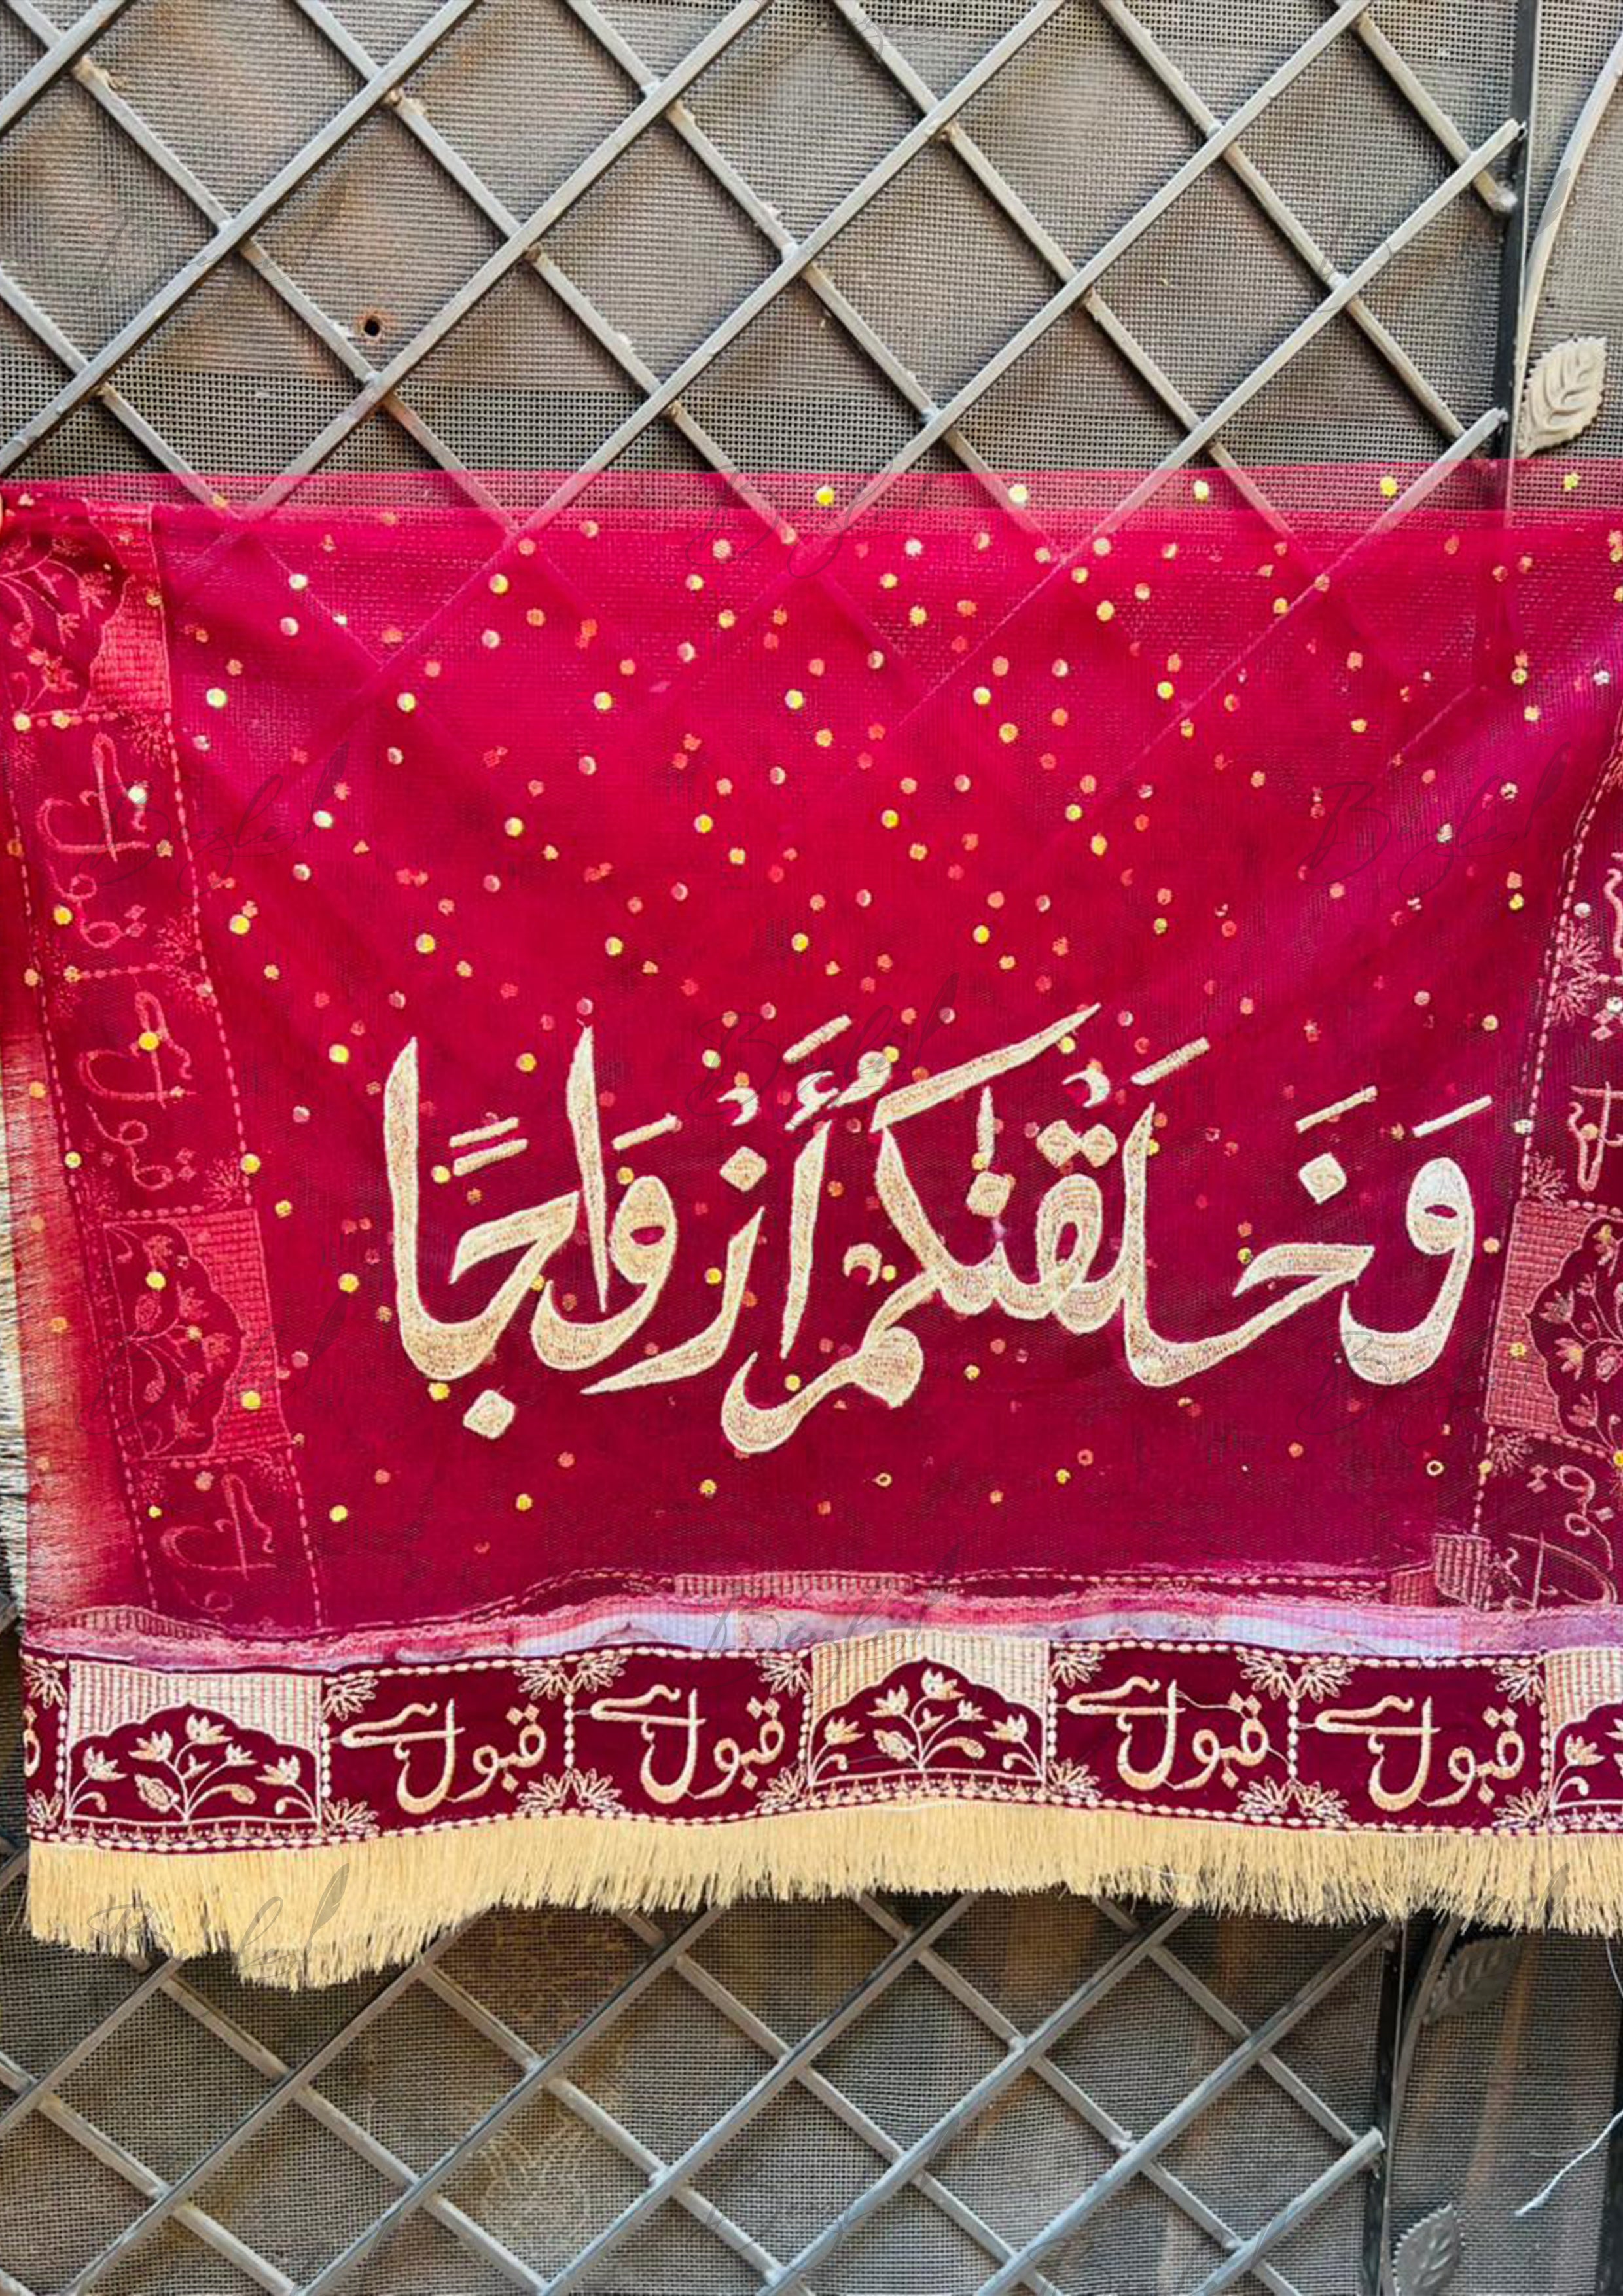 وَخَلَقْنَٰكُمْ أَزْوَٰاجًا
قبول ہے قبول ہے قبول ہے قبول ہے